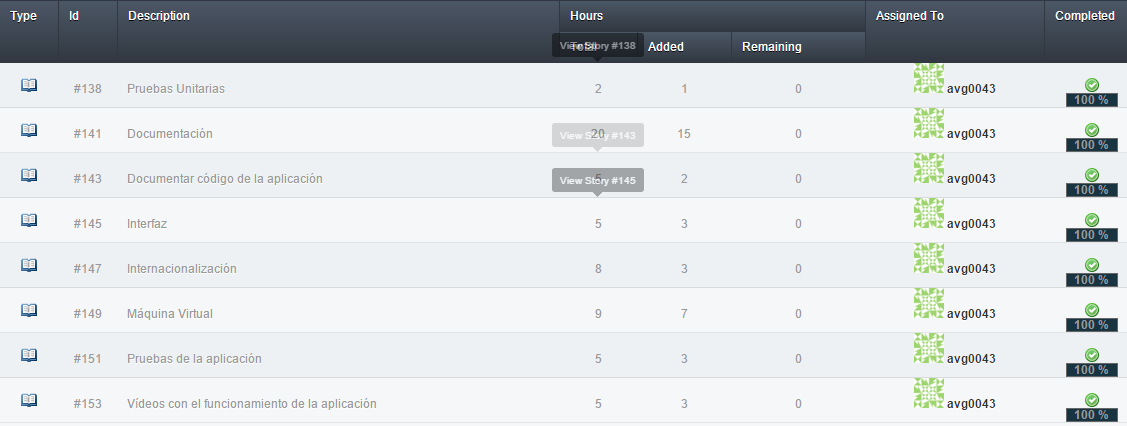 Type Id Description Hours Assigned To Completed
View Story #138
Total Added Remaining
#138 Pruebas Unitarias 2 1 0 avg0043 100 %
#141 Documentación 20 15 0 avg0043 100 %
View Story #143
#143 Documentar código de la aplicación 5 2 0 avg0043 100 %
View Story #145
#145 Interfaz 5 3 0 avg0043 100 %
#147 Internacionalización 8 3 0 avg0043 100 %
#149 Máquina Virtual 9 7 0 avg0043 100 %
#151 Pruebas de la aplicación 5 3 0 avg0043 100 %
#153 Vídeos con el funcionamiento de la aplicación 5 3 0 avg0043 100 %